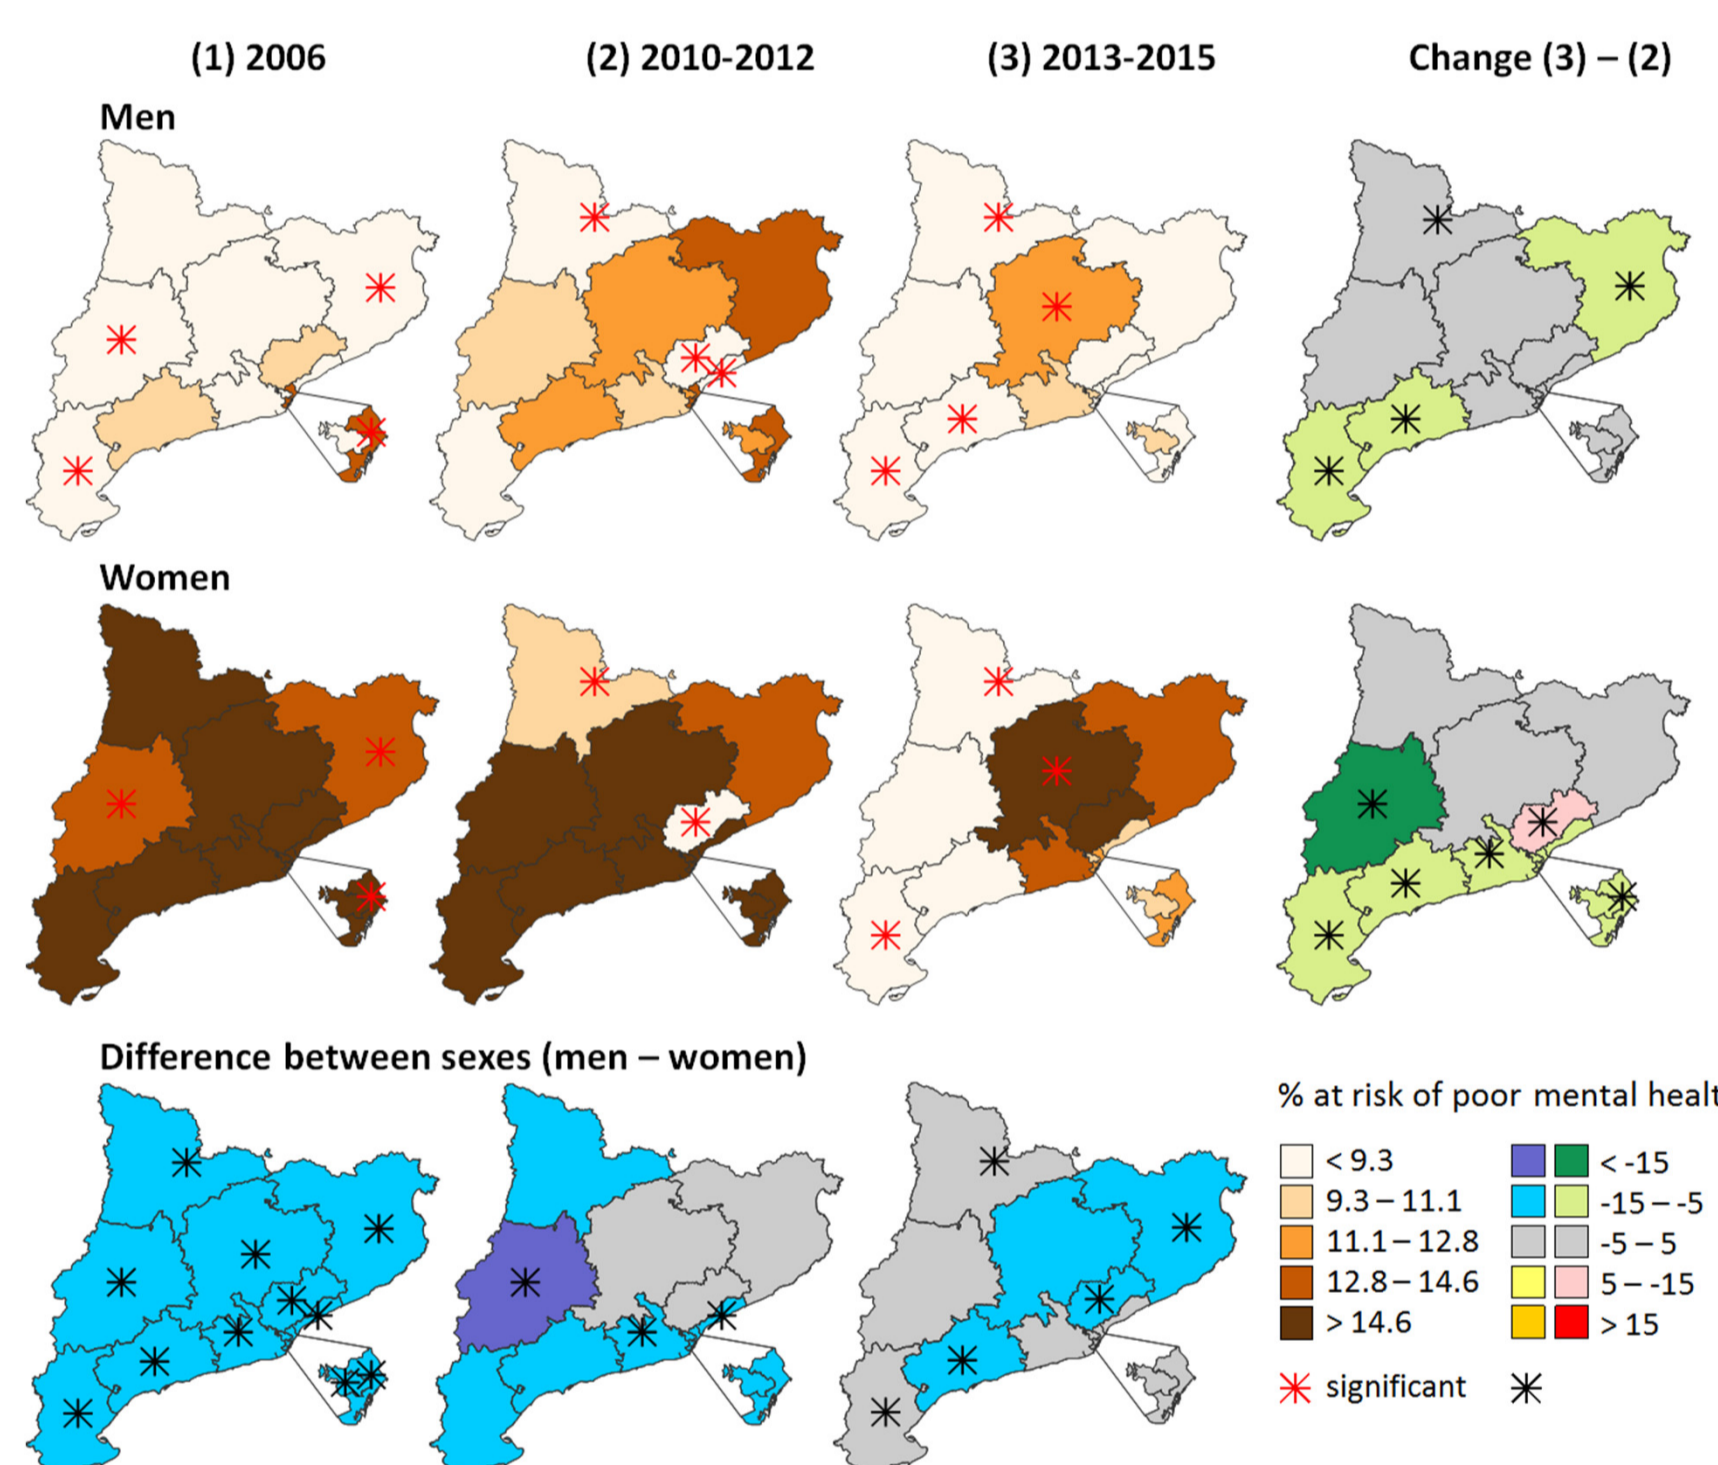 (1) 2006 (2) 2010-2012 (3) 2013-2015 Change (3) – (2)
Men
Women
Difference between sexes (men – women)
% at risk of poor mental healt
< 9.3 < -15
9.3 – 11.1 -15 – -5
11.1 – 12.8 -5 – 5
12.8 – 14.6 5 – -15
> 14.6 > 15
significant